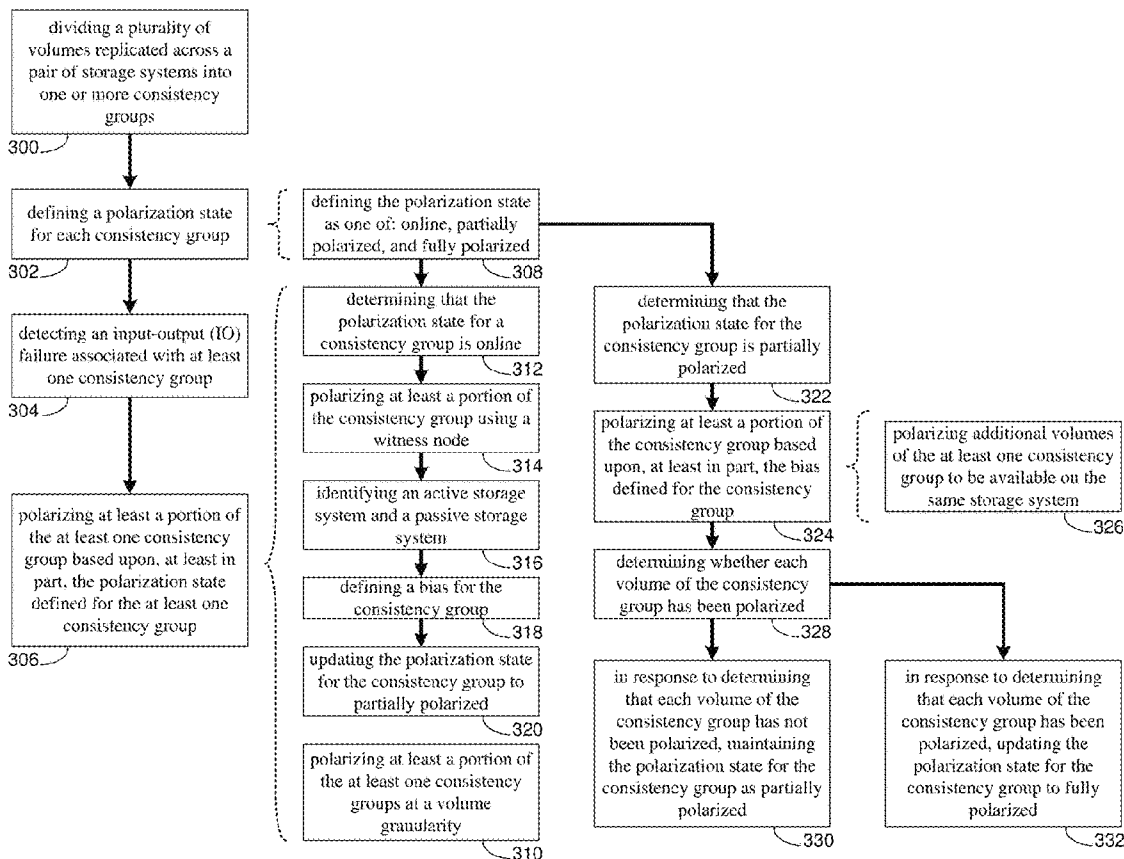 dividing a plurality of
volumes replicated across a
pair of storage systems into
one or more consistency
groups
300
defining a polarization state
for each consistency group
302
detecting an input-output (IO)
failure associated with at least
one consistency group
304
polarizing at least a portion of
the at least one consistency
group based upon, at least in
part, the polarization state
defined for the at least one
consistency group
306
defining the polarization state
as one of: online, partially
polarized, and fully polarized
308
determining that the
polarization state for a
consistency group is online
312
polarizing at least a portion of
the consistency group using a
witness node
314
identifying an active storage
system and a passive storage
system
316
defining a bias for the
consistency group
318
updating the polarization state
for the consistency group to
partially polarized
320
polarizing at least a portion of
the at least one consistency
groups at a volume
granularity
310
determining that the
polarization state for the
consistency group is partially
polarized
322
polarizing at least a portion of
the consistency group based
upon, at least in part, the bias
defined for the consistency
group
324
polarizing additional volumes
of the at least one consistency
group to be available on the
same storage system
326
determining whether each
volume of the consistency
group has been polarized
328
in response to determining
that each volume of the
consistency group has not
been polarized, maintaining
the polarization state for the
consistency group as partially
polarized
330
in response to determining
that each volume of the
consistency group has been
polarized, updating the
polarization state for the
consistency group to fully
polarized
332